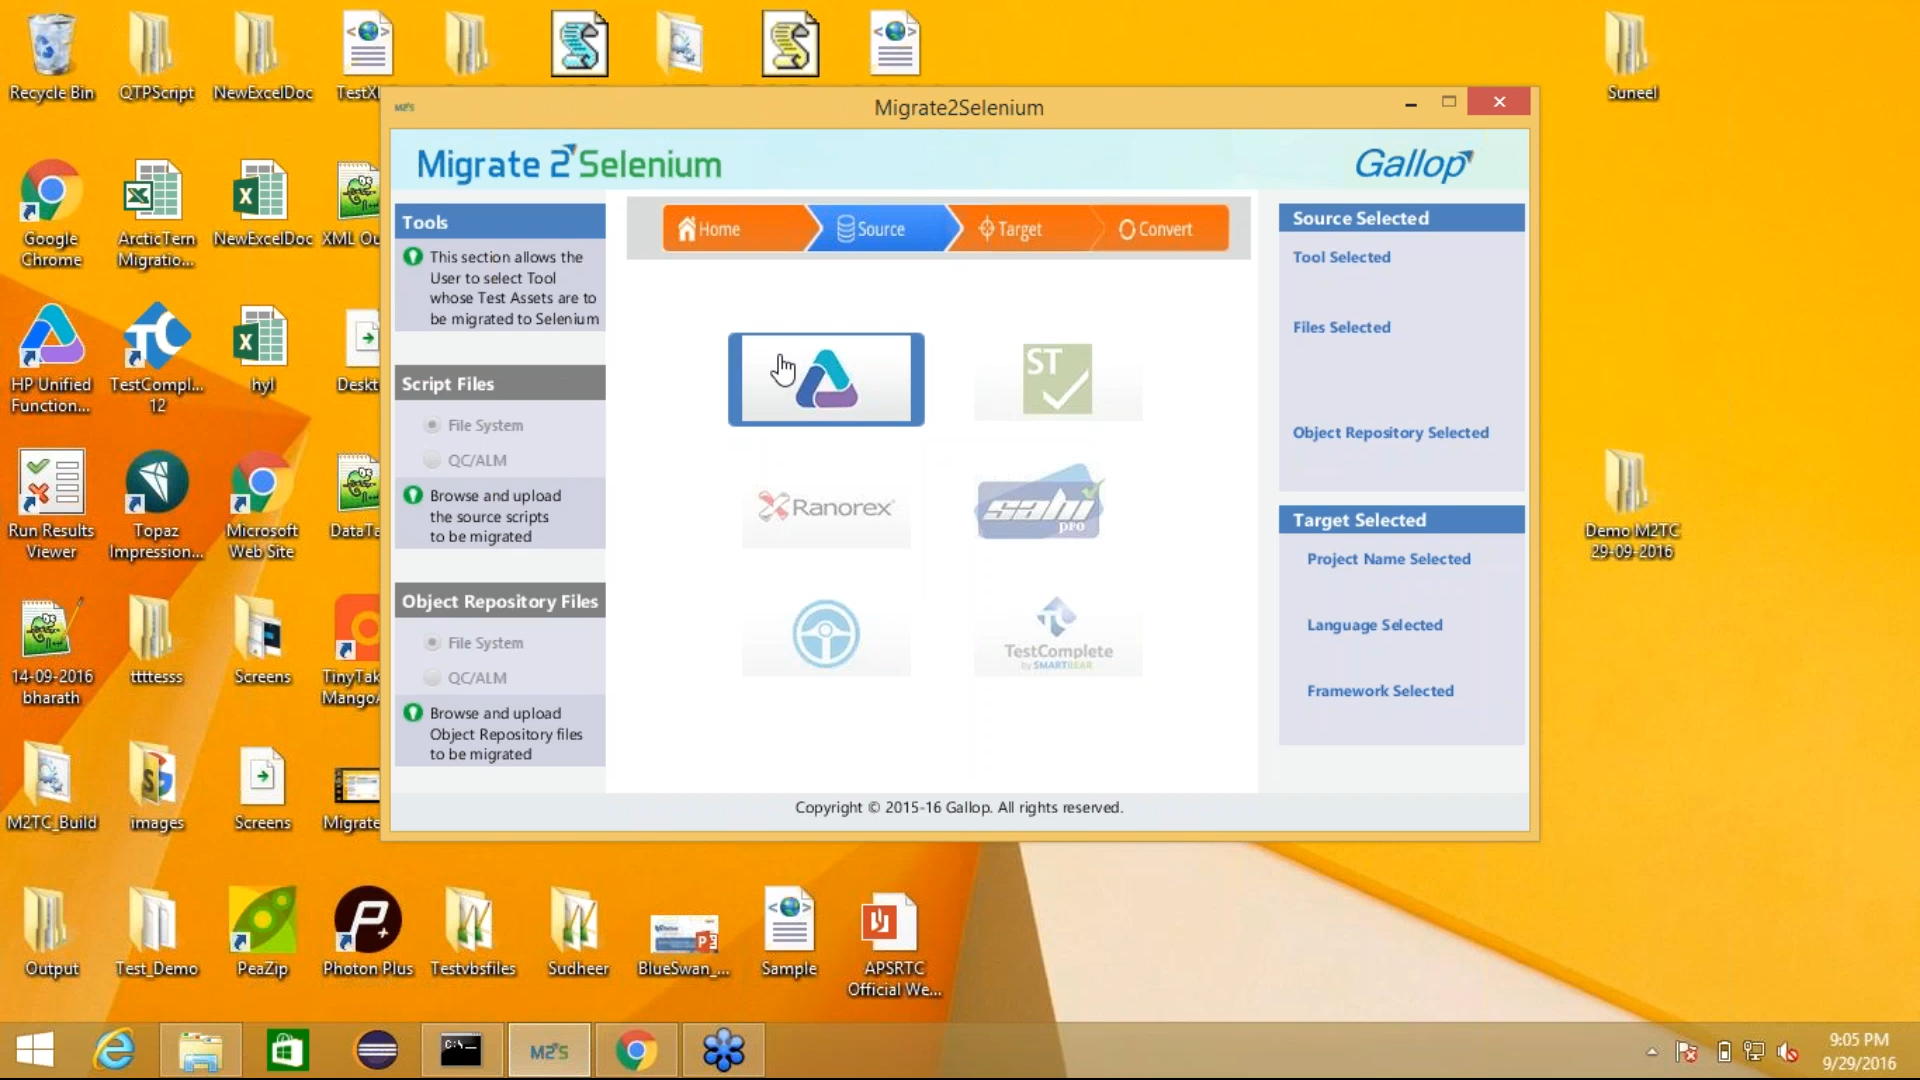 Recycle Bin
QTPScript
NewExcelDoc
Suneel
M2'S
Migrate2Selenium
Migrate 2 Selenium
Gallop
Tools
This section allows the
User to select Tool
whose Test Assets are to
be migrated to Selenium
Script Files
File System
QC/ALM
Browse and upload
the source scripts
to be migrated
Object Repository Files
File System
QC/ALM
Browse and upload
Object Repository files
to be migrated
Home
Source
Target
Convert
ST
Ranorex
sahi
pro
TestComplete
by SMARTBEAR
Source Selected
Tool Selected
Files Selected
Object Repository Selected
Target Selected
Project Name Selected
Language Selected
Framework Selected
Copyright © 2015-16 Gallop. All rights reserved.
Google
Chrome
ArcticTern
Migratio...
NewExcelDoc
XML Ou
HP Unified
Function...
TestCompl...
12
hyl
Deskt
Run Results
Viewer
Topaz
Impression...
Microsoft
Web Site
DataTa
Demo M2TC
29-09-2016
14-09-2016
bharath
ttttesss
Screens
TinyTak
MangoA
M2TC_Build
images
Screens
Migrate
Output
Test_Demo
PeaZip
Photon Plus
Testvbsfiles
Sudheer
BlueSwan_...
Sample
APSRTC
Official We...
C:\_
M2'S
9:05 PM
9/29/2016